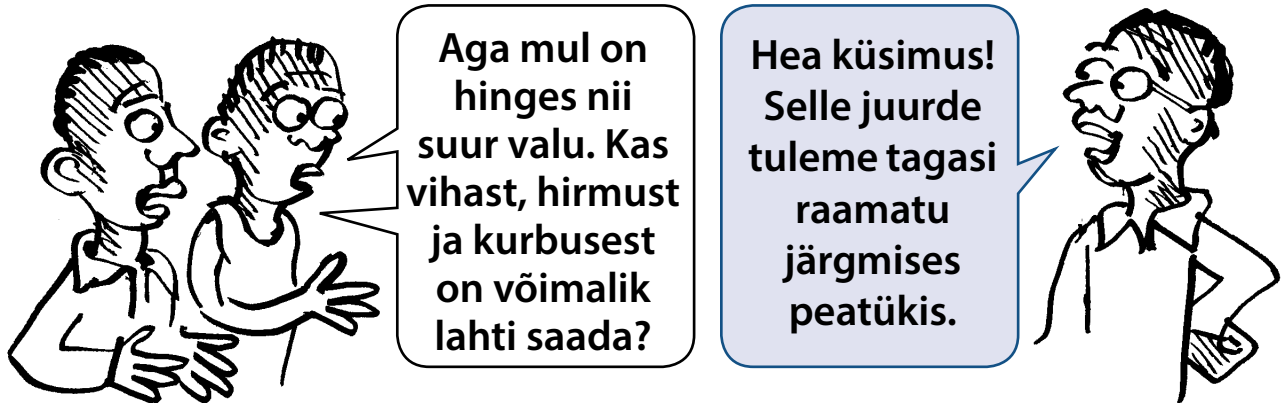 Aga mul on
hinges nii
suur valu. Kas
vihast, hirmust
ja kurbusest
on võimalik
lahti saada?
Hea küsimus!
Selle juurde
tuleme tagasi
raamatu
järgmises
peatükis.